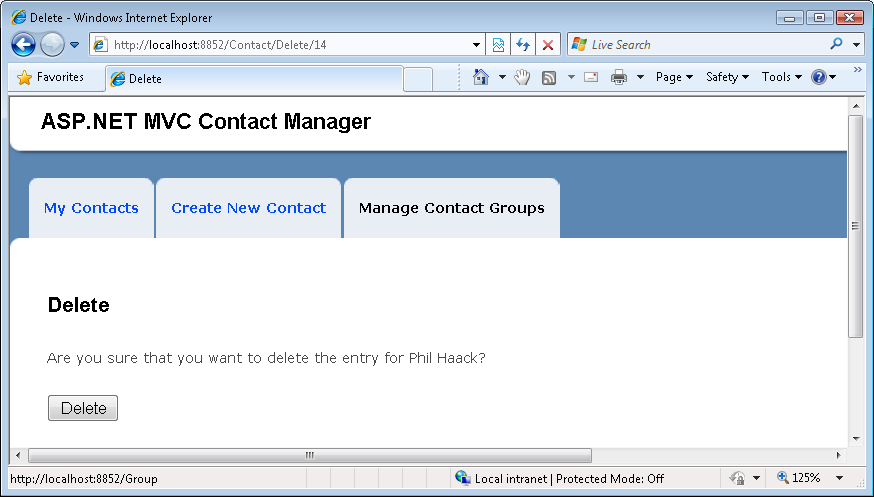 Delete - Windows Internet Explorer
http://localhost:8852/Contact/Delete/14
Live Search
Favorites
Delete
Page
Safety
Tools
ASP.NET MVC Contact Manager
My Contacts
Create New Contact
Manage Contact Groups
Delete
Are you sure that you want to delete the entry for Phil Haack?
Delete
http://localhost:8852/Group
Local intranet | Protected Mode: Off
125%